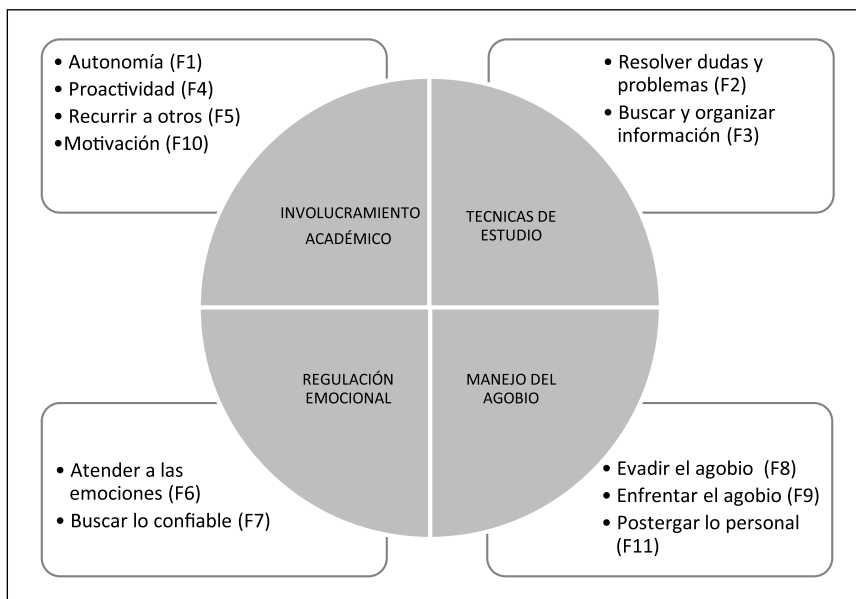 • Autonomía (F1)
• Proactividad (F4)
• Recurrir a otros (F5)
•Motivación (F10)
• Resolver dudas y
problemas (F2)
• Buscar y organizar
información (F3)
INVOLUCRAMIENTO
ACADÉMICO
TECNICAS DE
ESTUDIO
REGULACIÓN
EMOCIONAL
MANEJO DEL
AGOBIO
• Atender a las
emociones (F6)
• Buscar lo confiable (F7)
• Evadir el agobio (F8)
• Enfrentar el agobio (F9)
• Postergar lo personal
(F11)